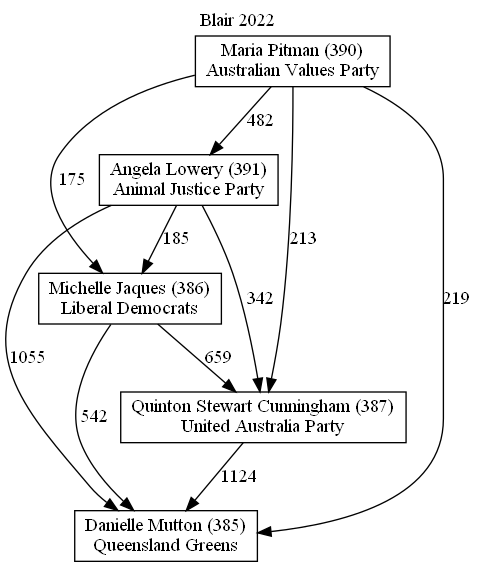 Blair 2022
Maria Pitman (390)
Australian Values Party
482
Angela Lowery (391)
Animal Justice Party
175
185
213
219
342
Michelle Jaques (386)
Liberal Democrats
1055
659
542
Quinton Stewart Cunningham (387)
United Australia Party
1124
Danielle Mutton (385)
Queensland Greens